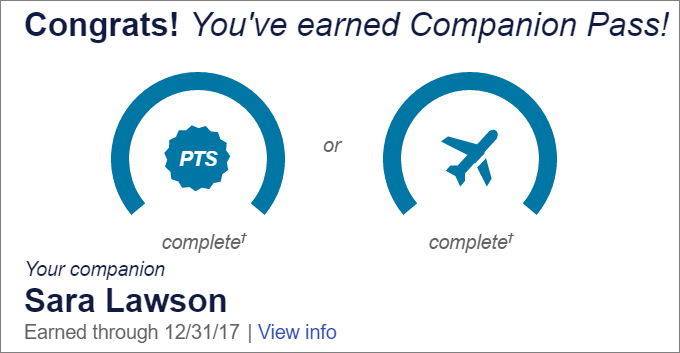 Congrats! You've earned Companion Pass!
PTS
or
complete†
complete†
Your companion
Sara Lawson
Earned through 12/31/17 | View info